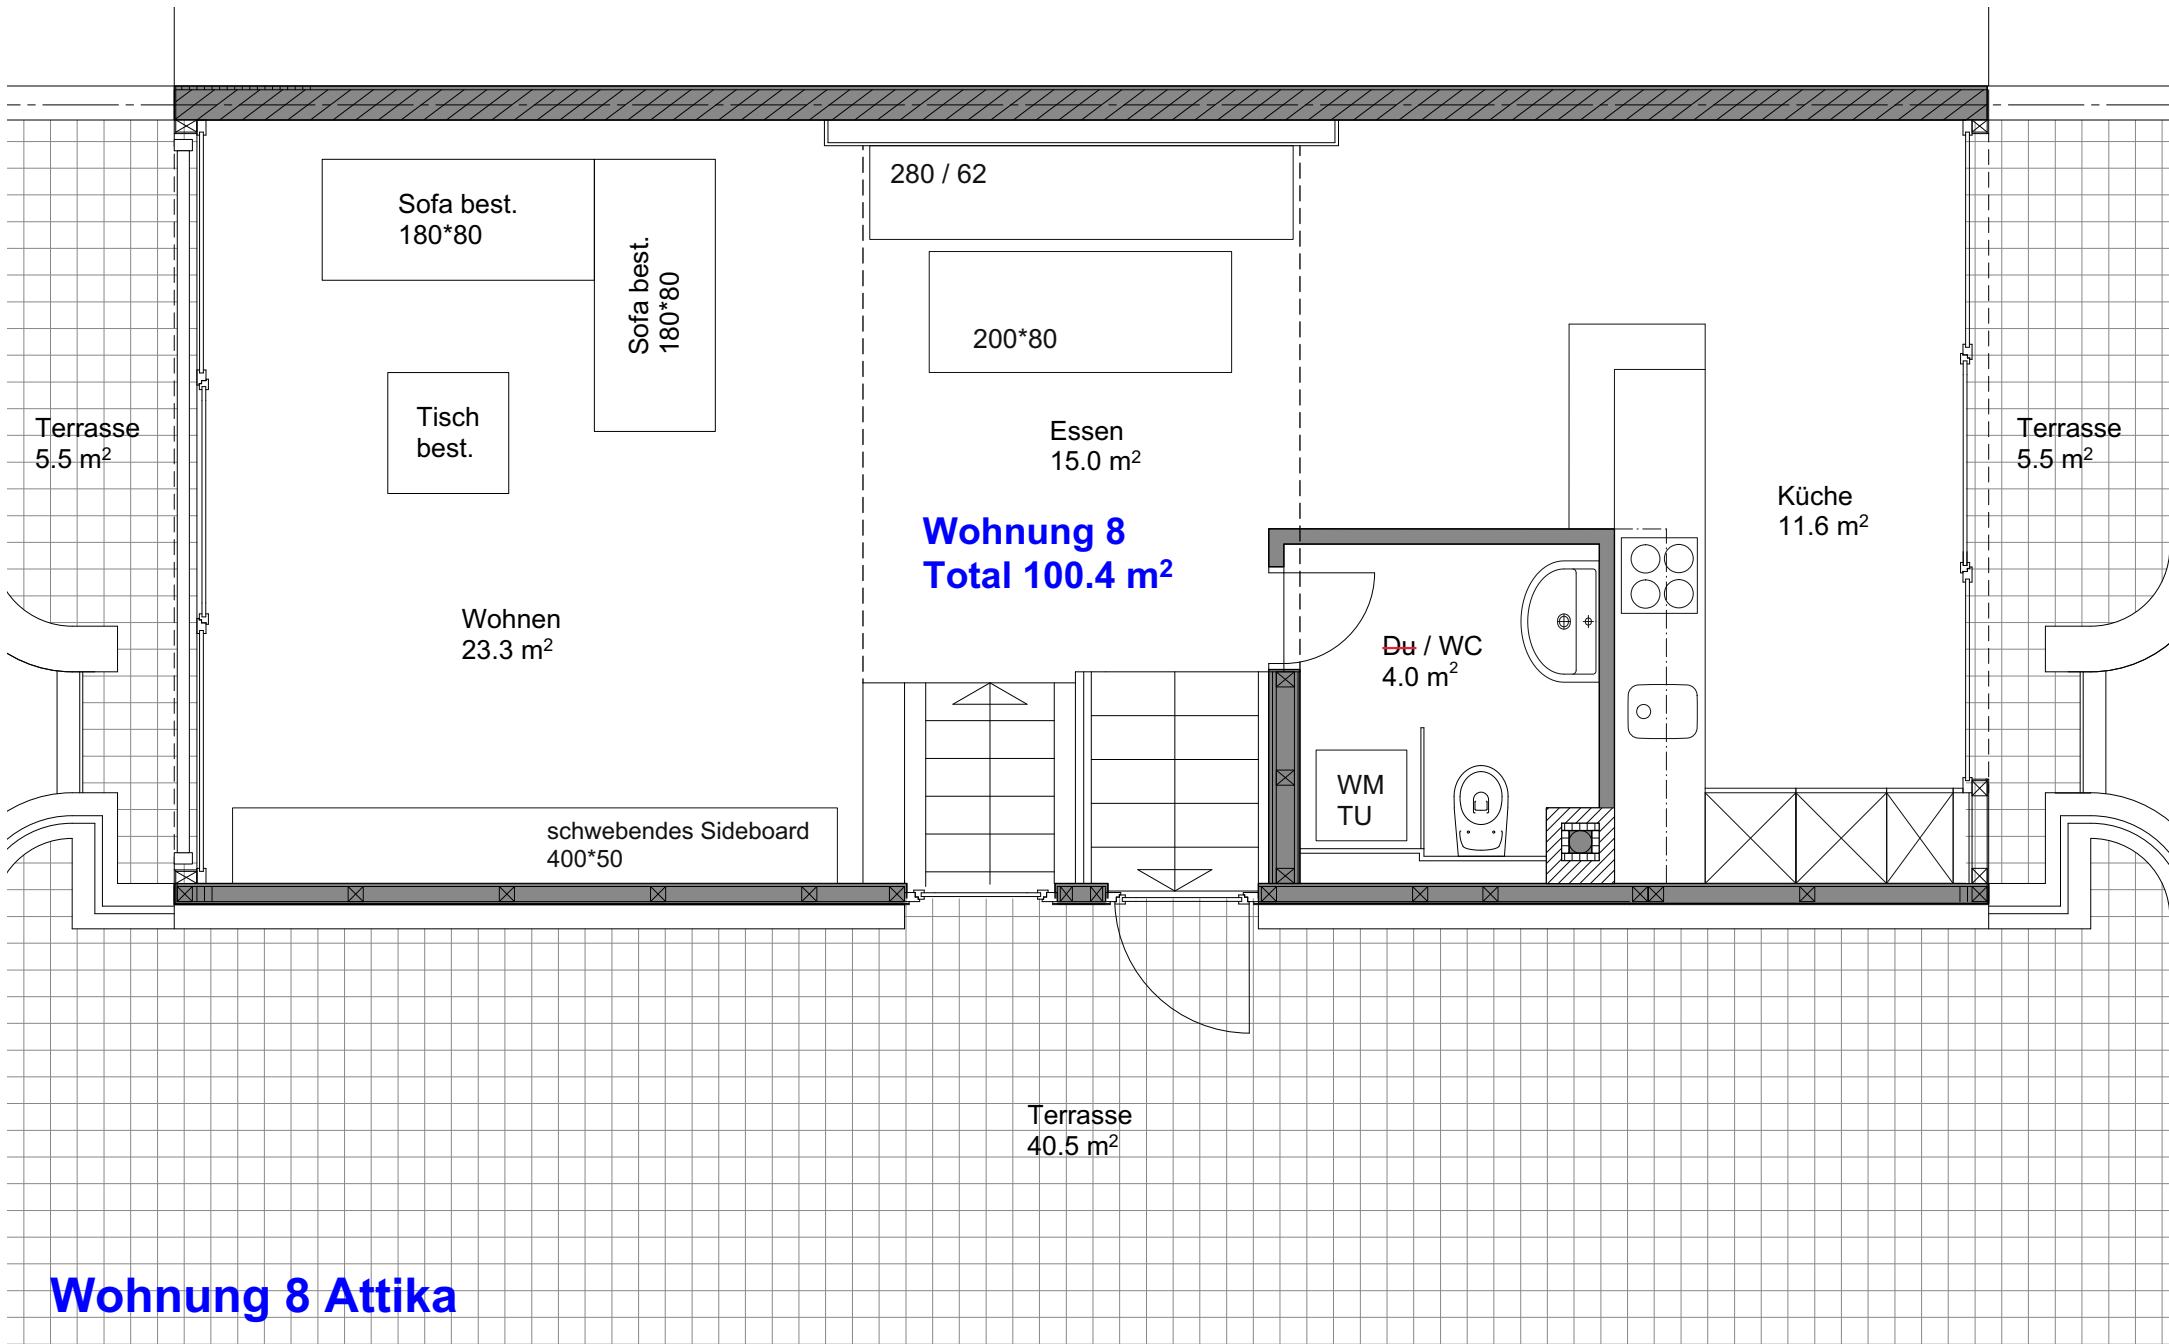 280 / 62
Sofa best.
180*80
Sofa best.
180*80
200*80
Tisch
best.
Terrasse
5.5 m²
Essen
15.0 m²
Terrasse
5.5 m²
Küche
11.6 m²
Wohnung 8
Total 100.4 m²
Wohnen
23.3 m²
Du / WC
4.0 m²
WM
TU
schwebendes Sideboard
400*50
Terrasse
40.5 m²
Wohnung 8 Attika